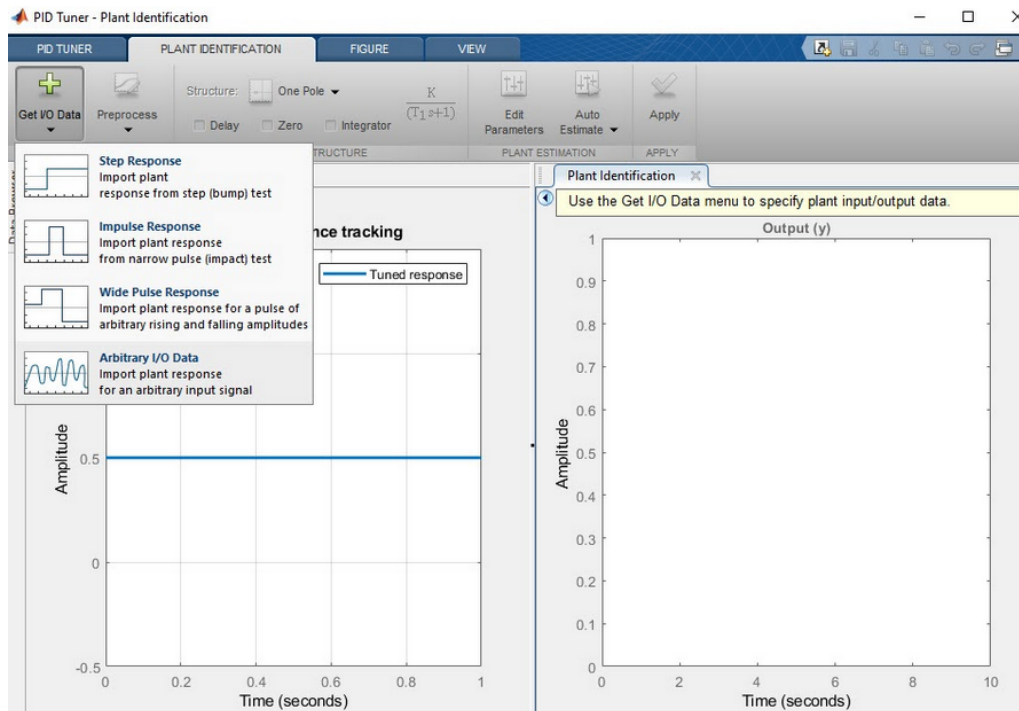 PID Tuner - Plant Identification
PID TUNER
PLANT IDENTIFICATION
FIGURE
VIEW
Get I/O Data
Preprocess
Structure:
One Pole
Delay
Zero
Integrator
K
(T1s+1)
Edit
Parameters
Auto
Estimate
Apply
TRUCTURE
PLANT ESTIMATION
APPLY
Step Response
Import plant
response from step (bump) test
Impulse Response
Import plant response
from narrow pulse (impact) test
Wide Pulse Response
Import plant response for a pulse of
arbitrary rising and falling amplitudes
Arbitrary I/O Data
Import plant response
for an arbitrary input signal
nce tracking
Tuned response
Amplitude
0.5
0
-0.5
0 0.2 0.4 0.6 0.8 1
Time (seconds)
Plant Identification
Use the Get I/O Data menu to specify plant input/output data.
Output (y)
Amplitude
1
0.9
0.8
0.7
0.6
0.5
0.4
0.3
0.2
0.1
0
0 2 4 6 8 10
Time (seconds)